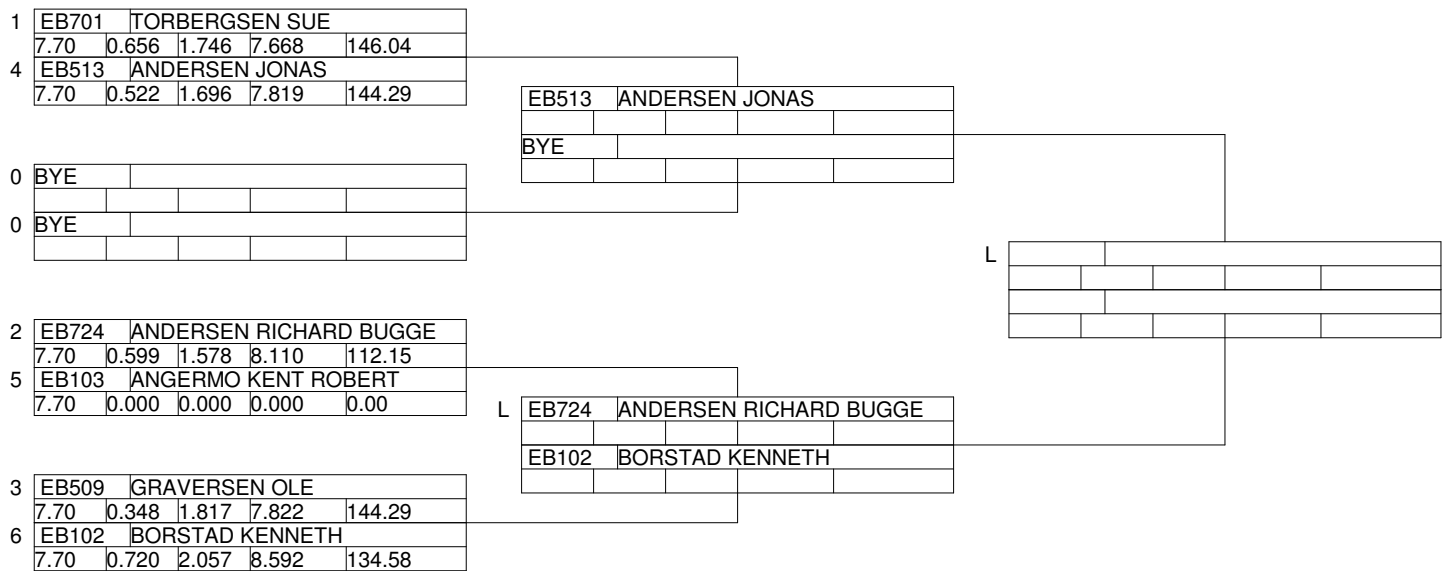 1 EB701 TORBERGSEN SUE
7.70 0.656 1.746 7.668 146.04
4 EB513 ANDERSEN JONAS
7.70 0.522 1.696 7.819 144.29
0 BYE
0 BYE
2 EB724 ANDERSEN RICHARD BUGGE
7.70 0.599 1.578 8.110 112.15
5 EB103 ANGERMO KENT ROBERT
7.70 0.000 0.000 0.000 0.00
3 EB509 GRAVERSEN OLE
7.70 0.348 1.817 7.822 144.29
6 EB102 BORSTAD KENNETH
7.70 0.720 2.057 8.592 134.58
EB513 ANDERSEN JONAS
BYE
L EB724 ANDERSEN RICHARD BUGGE
EB102 BORSTAD KENNETH
L